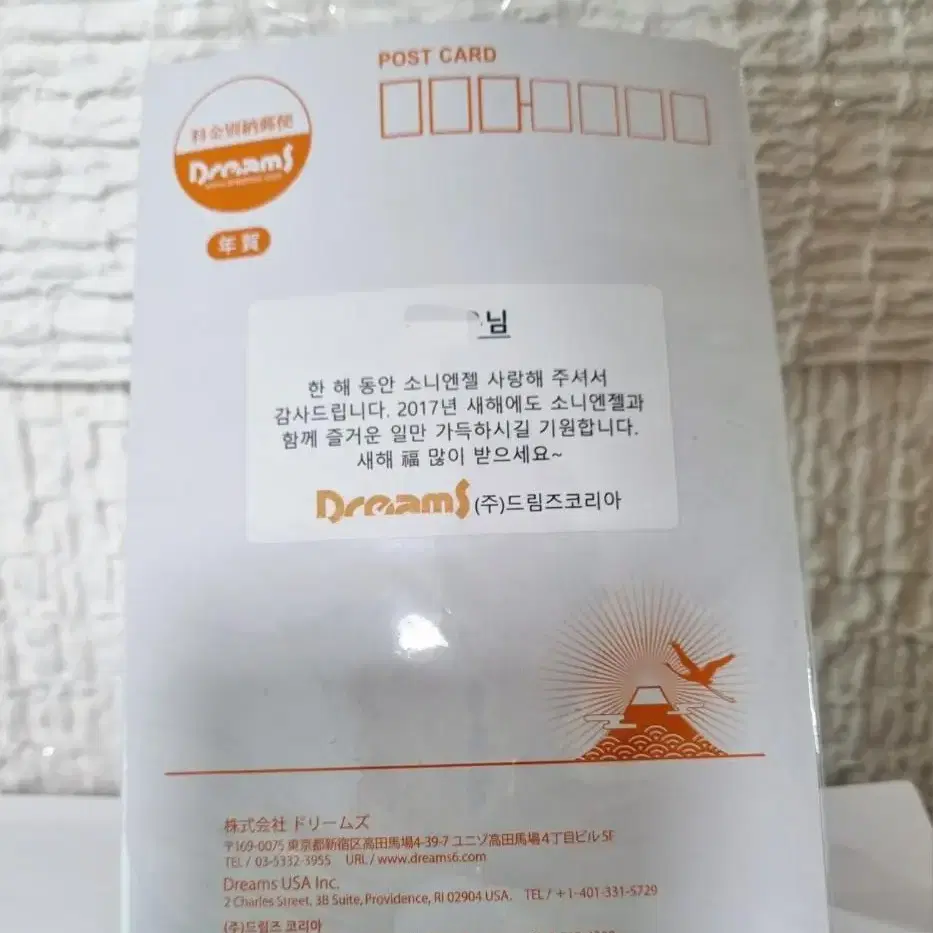 POST CARD
料金別納郵便
Dreams
年賀
님
한 해 동안 소니엔젤 사랑해 주셔서
감사드립니다. 2017년 새해에도 소니엔젤과
함께 즐거운 일만 가득하시길 기원합니다.
새해 福 많이 받으세요~
Dreams (주)드림즈코리아
株式会社 ドリームズ
〒169-0075 東京都新宿区高田馬場4-39-7 ユニゾ高田馬場4丁目ビル 5F
TEL / 03-5332-3955 URL / www.dreams6.com
Dreams USA Inc.
2 Charles Street, 3B Suite, Providence, RI 02904 USA. TEL / +1-401-331-5729
(주)드림즈 코리아